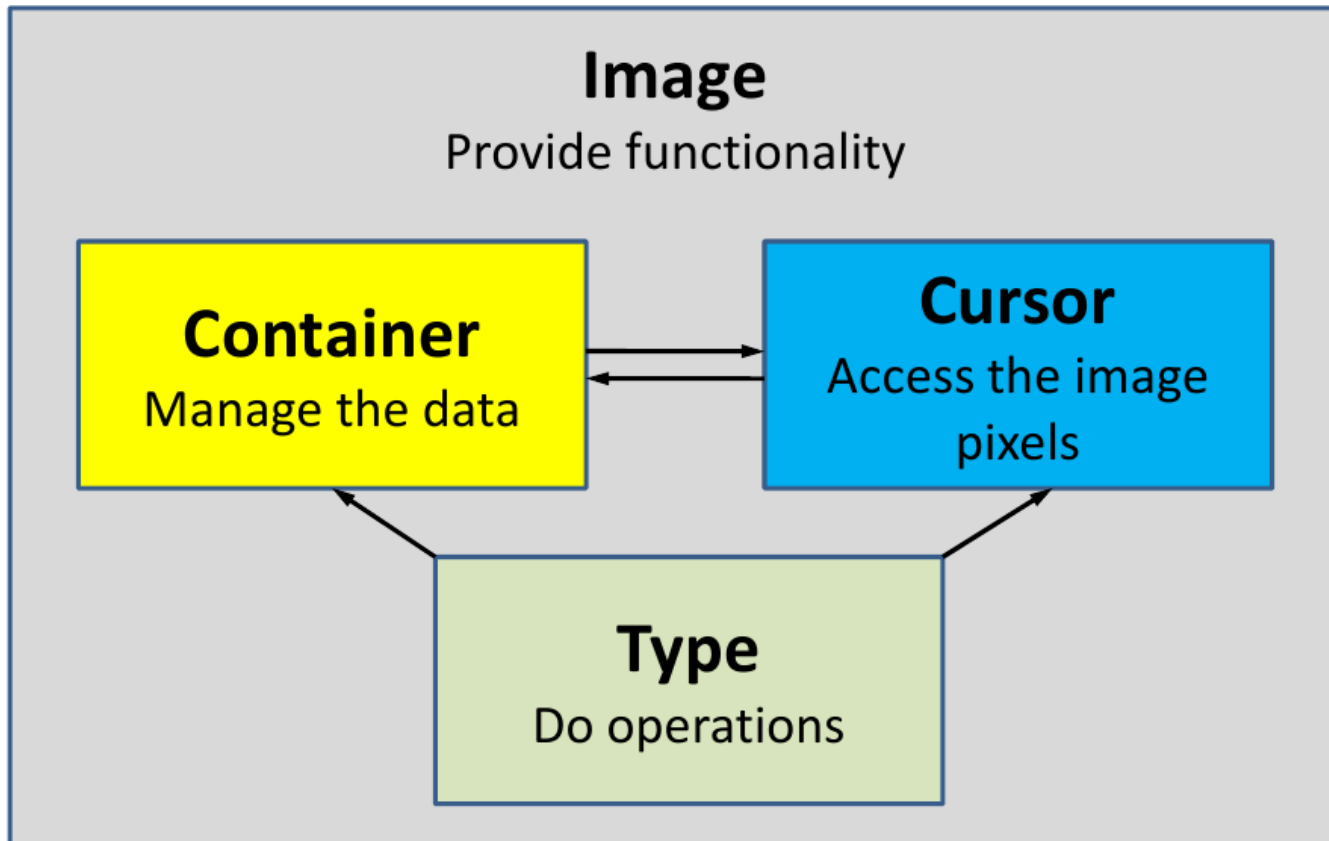 Image
Provide functionality
Container
Manage the data
Cursor
Access the image
pixels
Type
Do operations